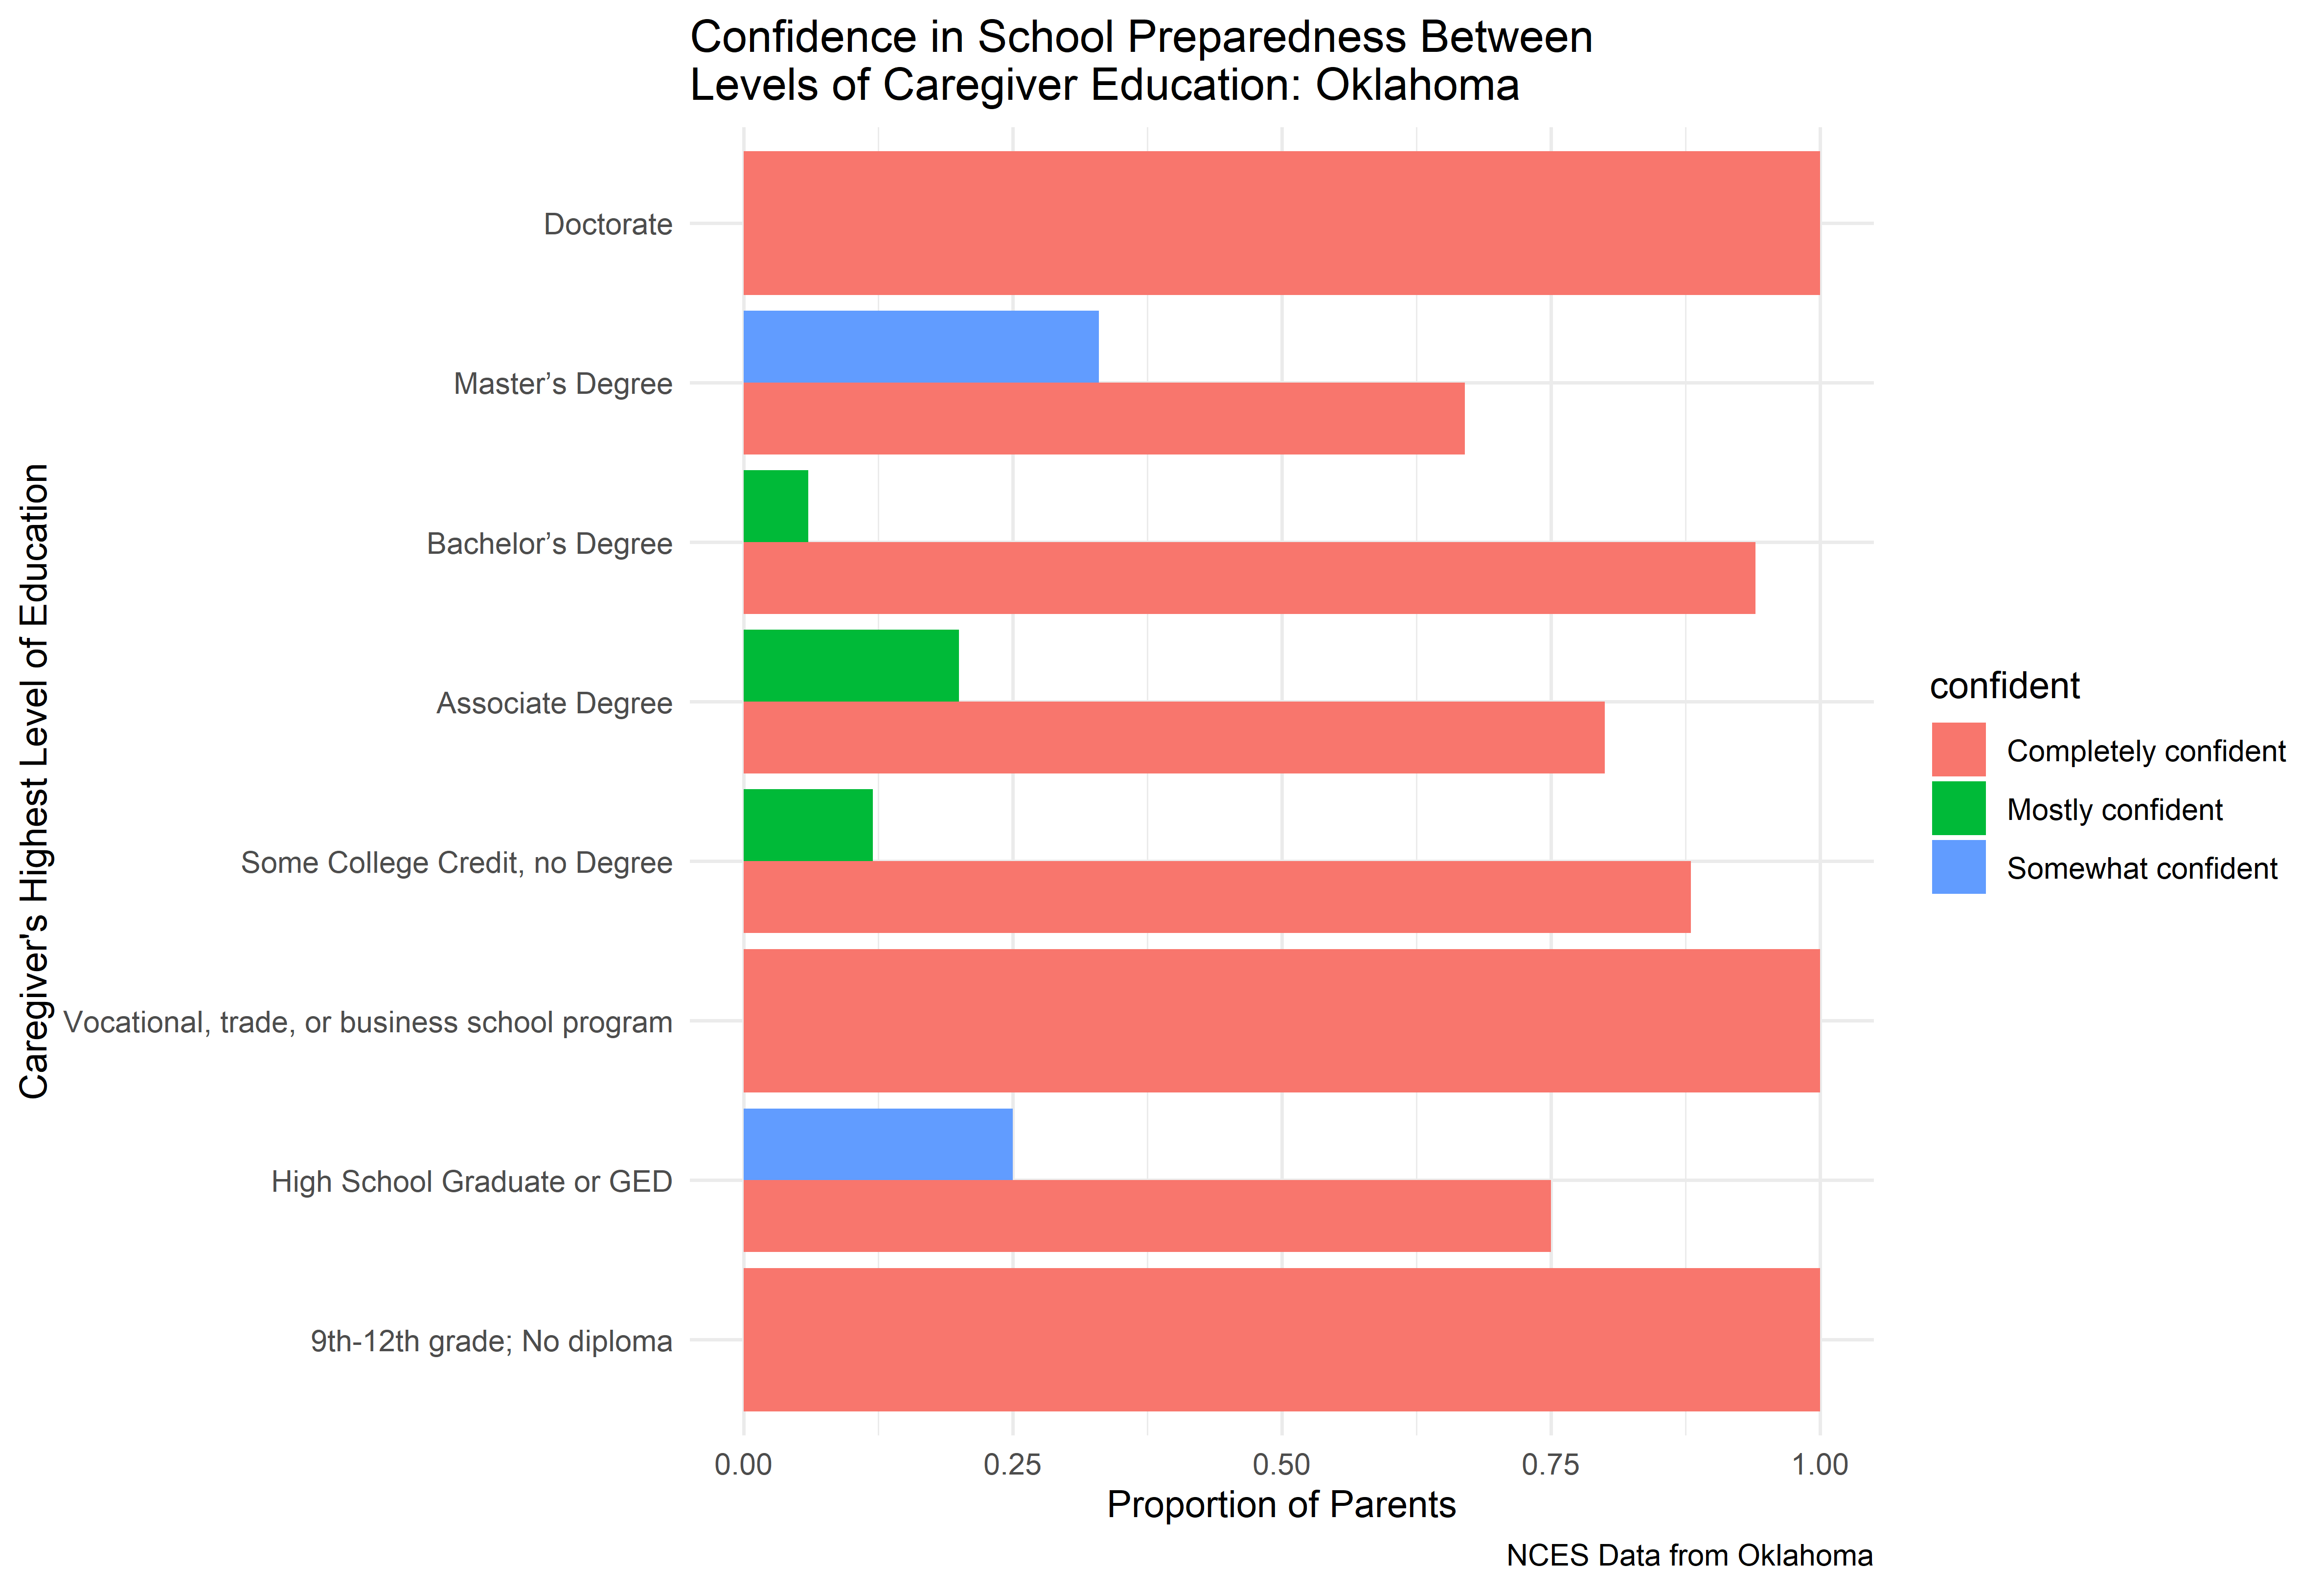 Confidence in School Preparedness Between
Levels of Caregiver Education: Oklahoma
Caregiver's Highest Level of Education
Doctorate
Master’s Degree
Bachelor’s Degree
Associate Degree
Some College Credit, no Degree
Vocational, trade, or business school program
High School Graduate or GED
9th-12th grade; No diploma
0.00 0.25 0.50 0.75 1.00
Proportion of Parents
confident
Completely confident
Mostly confident
Somewhat confident
NCES Data from Oklahoma